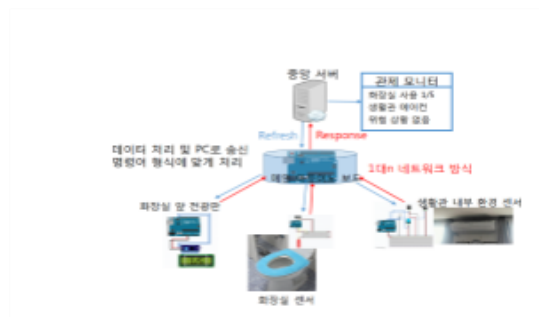 중앙 서버
관제 모니터
화장실 사용 1/5
생활관 에어컨
위험 상황 없음
Refresh
Response
데이터 처리 및 PC로 송신
명령어 형식에 맞게 처리
1대n 네트워크 방식
화장실 앞 전광판
생활관 내부 환경 센서
화장실 센서